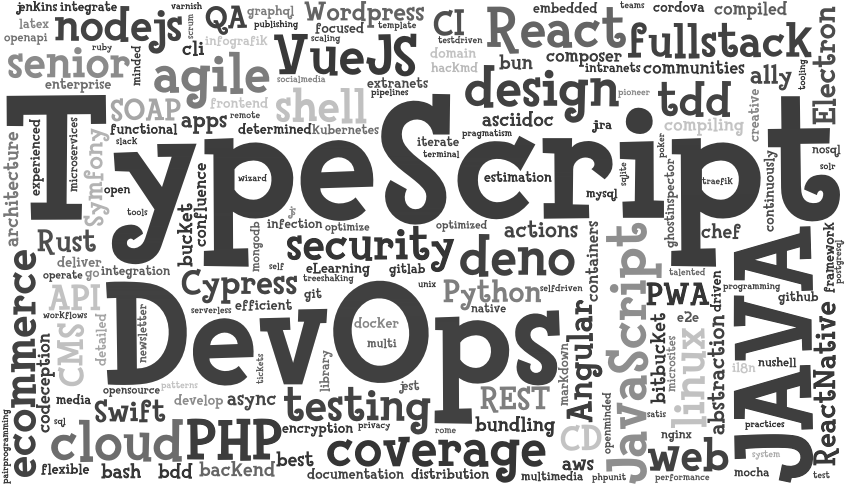 jenkins
integrate
varnish
QA
graphql
Wordpress
CI
embedded
teams
cordova
compiled
latex
nodejs
scrum
publishing
focused
template
React
fullstack
Electron
openapi
ruby
cli
infografik
scaling
testdriven
domain
hackmd
bun
composer
intranets
communities
senior
minded
agile
VueJS
socialmedia
extranets
pipelines
design
pioneer
tdd
ally
tooling
enterprise
SOAP
frontend
shell
apps
remote
functional
slack
determined
kubernetes
iterate
terminal
pragmatism
asciidoc
jra
compiling
creative
poker
nosql
solr
TypeScript
experienced
microservices
Symfony
architecture
open
tools
wizard
estimation
mysql
sqlite
ghostinspector
traefik
continuously
chef
Rust
bucket
confluence
mongodb
js
infection
optimize
optimized
actions
containers
security
deno
deliver
operate
go
integration
self
eLearning
gitlab
treeshaking
unix
JavaScript
talented
framework
postgresql
ecommerce
API
workflows
Cypress
serverless
efficient
git
Python
selfdriven
native
PWA
driven
programming
github
JAVA
CMS
detailed
newsletter
DevOps
docker
multi
tickets
library
markdown
Angular
bitbucket
e2e
microsites
linux
abstraction
nushell
i18n
ReactNative
codeception
opensource
patterns
media
sql
Swift
develop
async
testing
jest
REST
openminded
satis
practices
pairprogramming
cloud
PHP
encryption
privacy
rome
bundling
CD
nginx
web
system
flexible
bash
bdd
backend
best
coverage
documentation
distribution
aws
multimedia
phpunit
performance
mocha
test